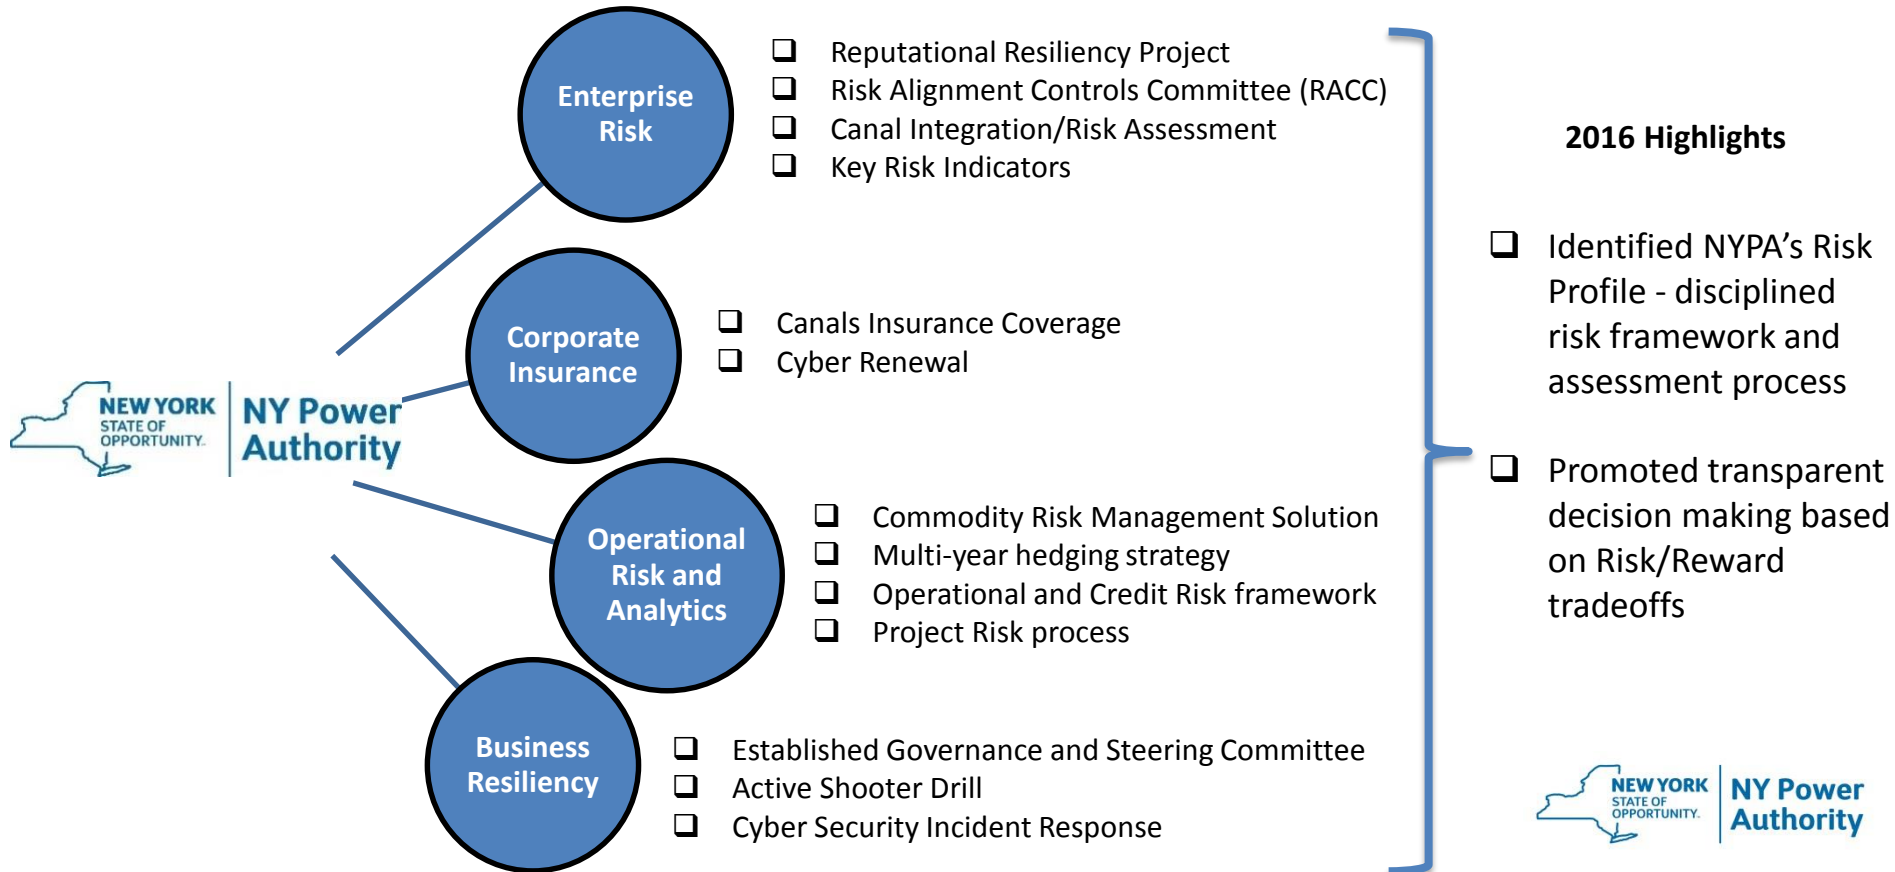 Enterprise
Risk
❑ Reputational Resiliency Project
❑ Risk Alignment Controls Committee (RACC)
❑ Canal Integration/Risk Assessment
❑ Key Risk Indicators
Corporate
Insurance
❑ Canals Insurance Coverage
❑ Cyber Renewal
NEW YORK
STATE OF
OPPORTUNITY™
NY Power
Authority
Operational
Risk and
Analytics
❑ Commodity Risk Management Solution
❑ Multi-year hedging strategy
❑ Operational and Credit Risk framework
❑ Project Risk process
Business
Resiliency
❑ Established Governance and Steering Committee
❑ Active Shooter Drill
❑ Cyber Security Incident Response
2016 Highlights
❑ Identified NYPA’s Risk
Profile - disciplined
risk framework and
assessment process
❑ Promoted transparent
decision making based
on Risk/Reward
tradeoffs
NEW YORK
STATE OF
OPPORTUNITY™
NY Power
Authority